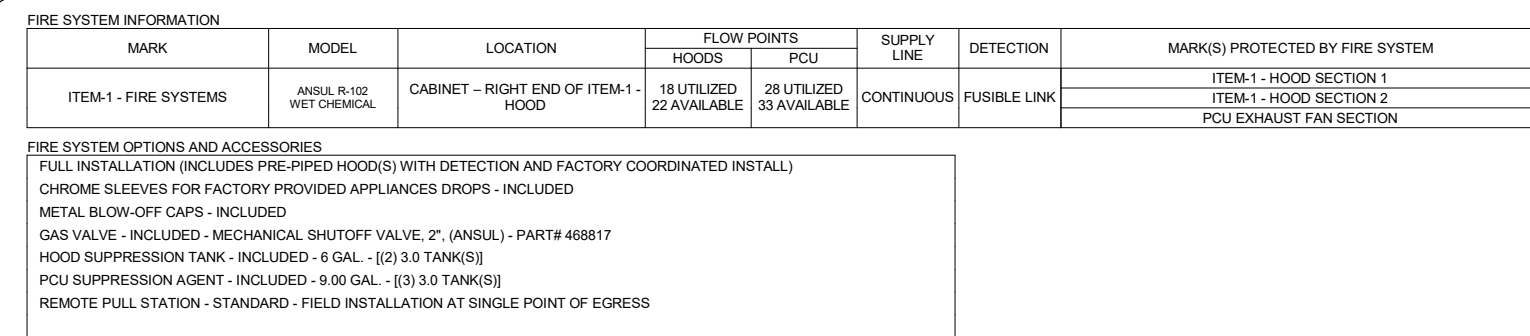 FIRE SYSTEM INFORMATION
MARK MODEL LOCATION FLOW POINTS SUPPLY LINE DETECTION MARK(S) PROTECTED BY FIRE SYSTEM
HOODS PCU
ITEM-1 - FIRE SYSTEMS
ANSUL R-102
WET CHEMICAL
CABINET – RIGHT END OF ITEM-1 -
HOOD
18 UTILIZED
22 AVAILABLE
28 UTILIZED
33 AVAILABLE
CONTINUOUS
FUSIBLE LINK
ITEM-1 - HOOD SECTION 1
ITEM-1 - HOOD SECTION 2
PCU EXHAUST FAN SECTION
FIRE SYSTEM OPTIONS AND ACCESSORIES
FULL INSTALLATION (INCLUDES PRE-PIPED HOOD(S) WITH DETECTION AND FACTORY COORDINATED INSTALL)
CHROME SLEEVES FOR FACTORY PROVIDED APPLIANCES DROPS - INCLUDED
METAL BLOW-OFF CAPS - INCLUDED
GAS VALVE - INCLUDED - MECHANICAL SHUTOFF VALVE, 2", (ANSUL) - PART# 468817
HOOD SUPPRESSION TANK - INCLUDED - 6 GAL. - [(2) 3.0 TANK(S)]
PCU SUPPRESSION AGENT - INCLUDED - 9.00 GAL. - [(3) 3.0 TANK(S)]
REMOTE PULL STATION - STANDARD - FIELD INSTALLATION AT SINGLE POINT OF EGRESS